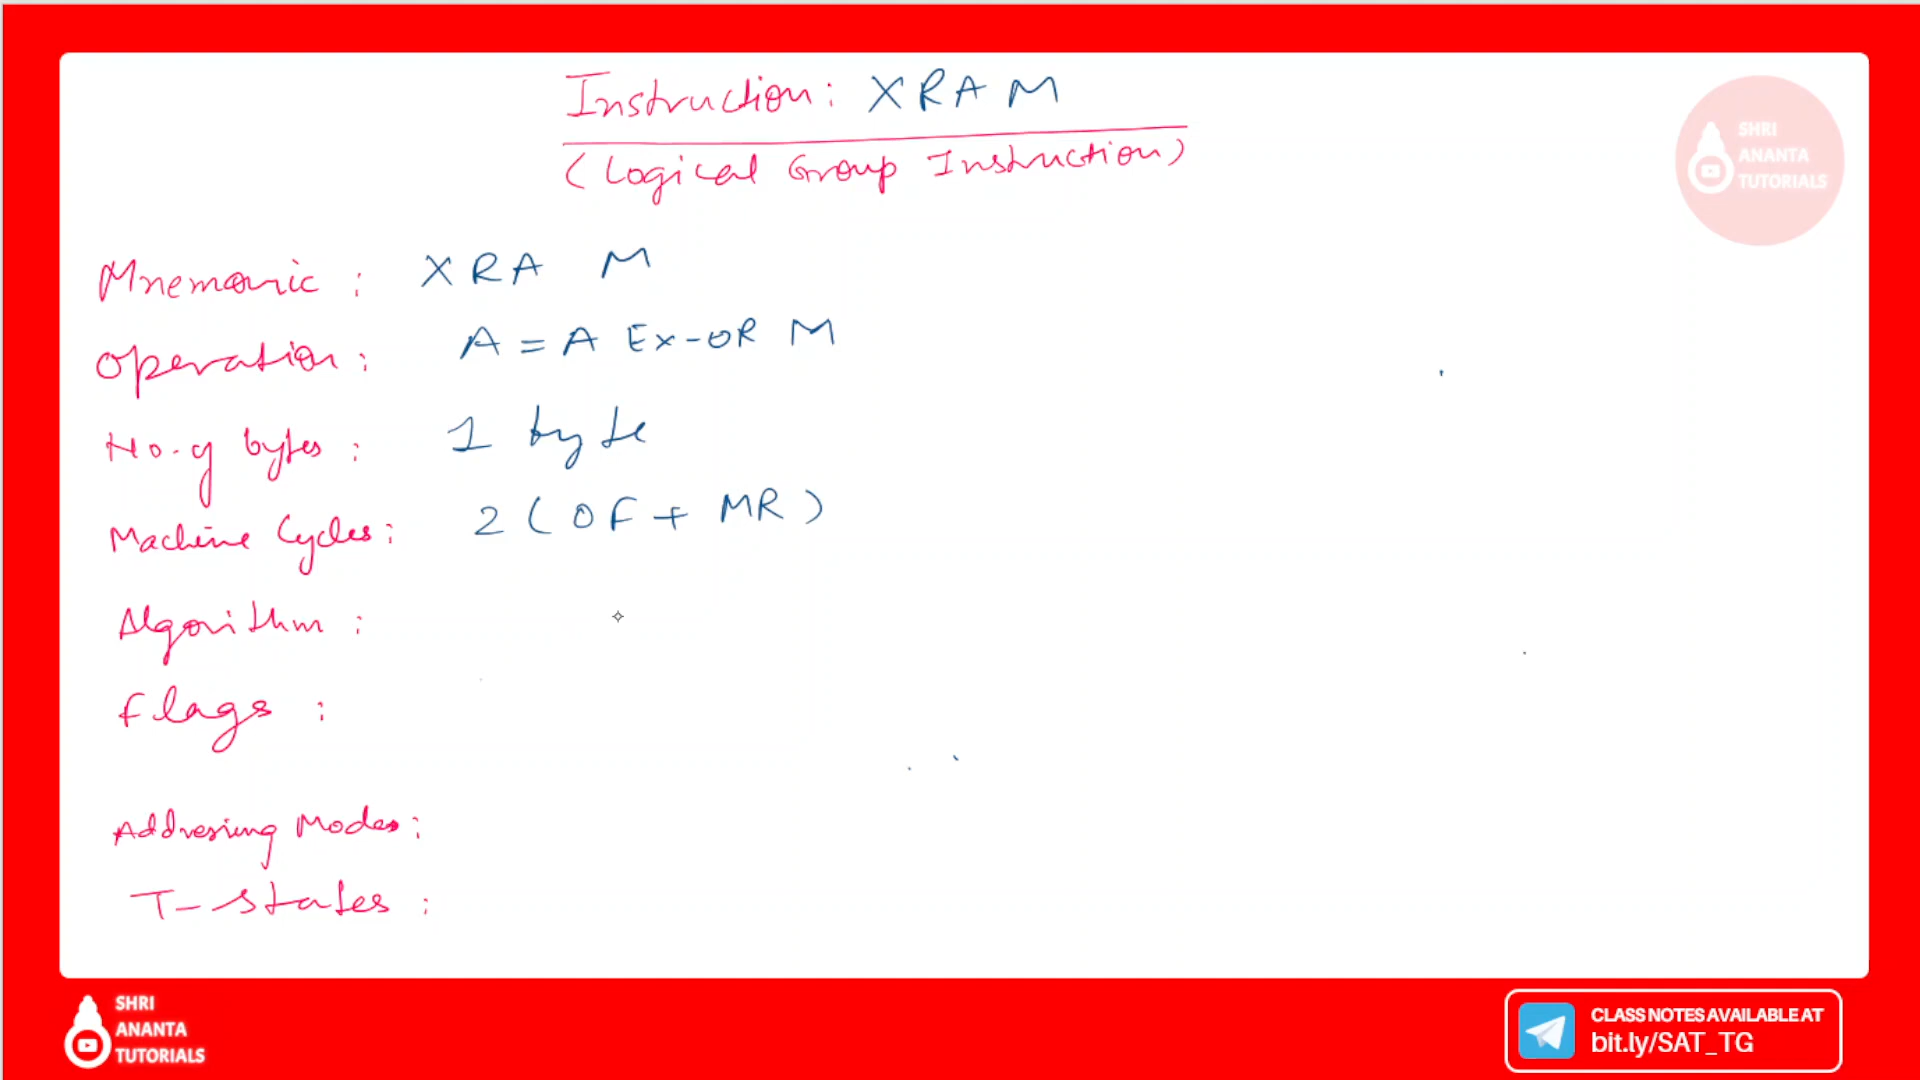 Instruction: XRA M
(Logical Group Instruction)
SHRI
ANANTA
TUTORIALS
Mnemonic : XRA M
Operation : A = A Ex-OR M
No. of bytes : 1 byte
Machine Cycles : 2 (OF + MR)
Algorithm :
Flags :
Addressing Modes :
T-states :
SHRI
ANANTA
TUTORIALS
CLASS NOTES AVAILABLE AT
bit.ly/SAT_TG